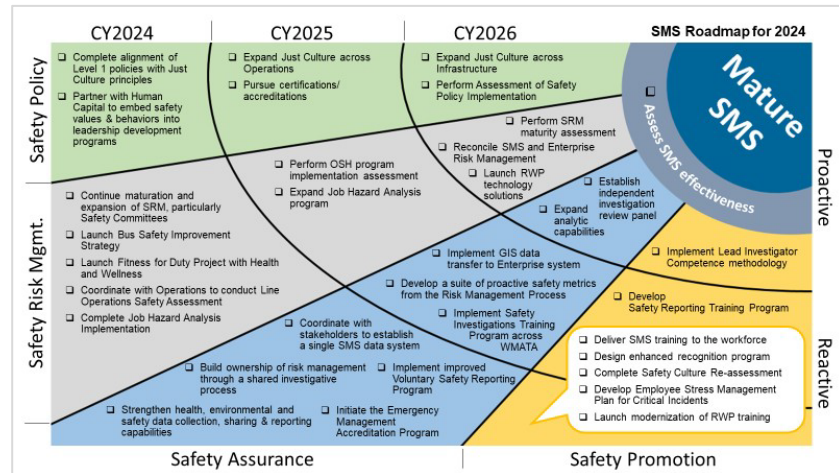 CY2024
CY2025
CY2026
SMS Roadmap for 2024
Safety Policy
❑ Complete alignment of
Level 1 policies with Just
Culture principles
❑ Partner with Human
Capital to embed safety
values & behaviors into
leadership development
programs
❑ Expand Just Culture across
Operations
❑ Pursue certifications/
accreditations
❑ Expand Just Culture across
Infrastructure
❑ Perform Assessment of Safety
Policy Implementation
Mature
SMS
❑ Assess SMS effectiveness
Proactive
Reactive
Safety Risk Mgmt.
❑ Continue maturation and
expansion of SRM, particularly
Safety Committees
❑ Launch Bus Safety Improvement
Strategy
❑ Launch Fitness for Duty Project with Health
and Wellness
❑ Coordinate with Operations to conduct Line
Operations Safety Assessment
❑ Complete Job Hazard Analysis
Implementation
❑ Perform OSH program
implementation assessment
❑ Expand Job Hazard Analysis
program
❑ Perform SRM
maturity assessment
❑ Reconcile SMS and Enterprise
Risk Management
❑ Launch RWP
technology
solutions
❑ Establish
independent
investigation
review panel
❑ Expand
analytic
capabilities
❑ Implement GIS data
transfer to Enterprise system
❑ Develop a suite of proactive safety metrics
from the Risk Management Process
❑ Implement Safety
Investigations Training
Program across
WMATA
❑ Coordinate with
stakeholders to establish
a single SMS data system
❑ Build ownership of risk management
through a shared investigative
process
❑ Implement improved
Voluntary Safety Reporting
Program
❑ Strengthen health, environmental and
safety data collection, sharing & reporting
capabilities
❑ Initiate the Emergency
Management
Accreditation Program
❑ Implement Lead Investigator
Competence methodology
❑ Develop
Safety Reporting Training Program
❑ Deliver SMS training to the workforce
❑ Design enhanced recognition program
❑ Complete Safety Culture Re-assessment
❑ Develop Employee Stress Management
Plan for Critical Incidents
❑ Launch modernization of RWP training
Safety Assurance
Safety Promotion